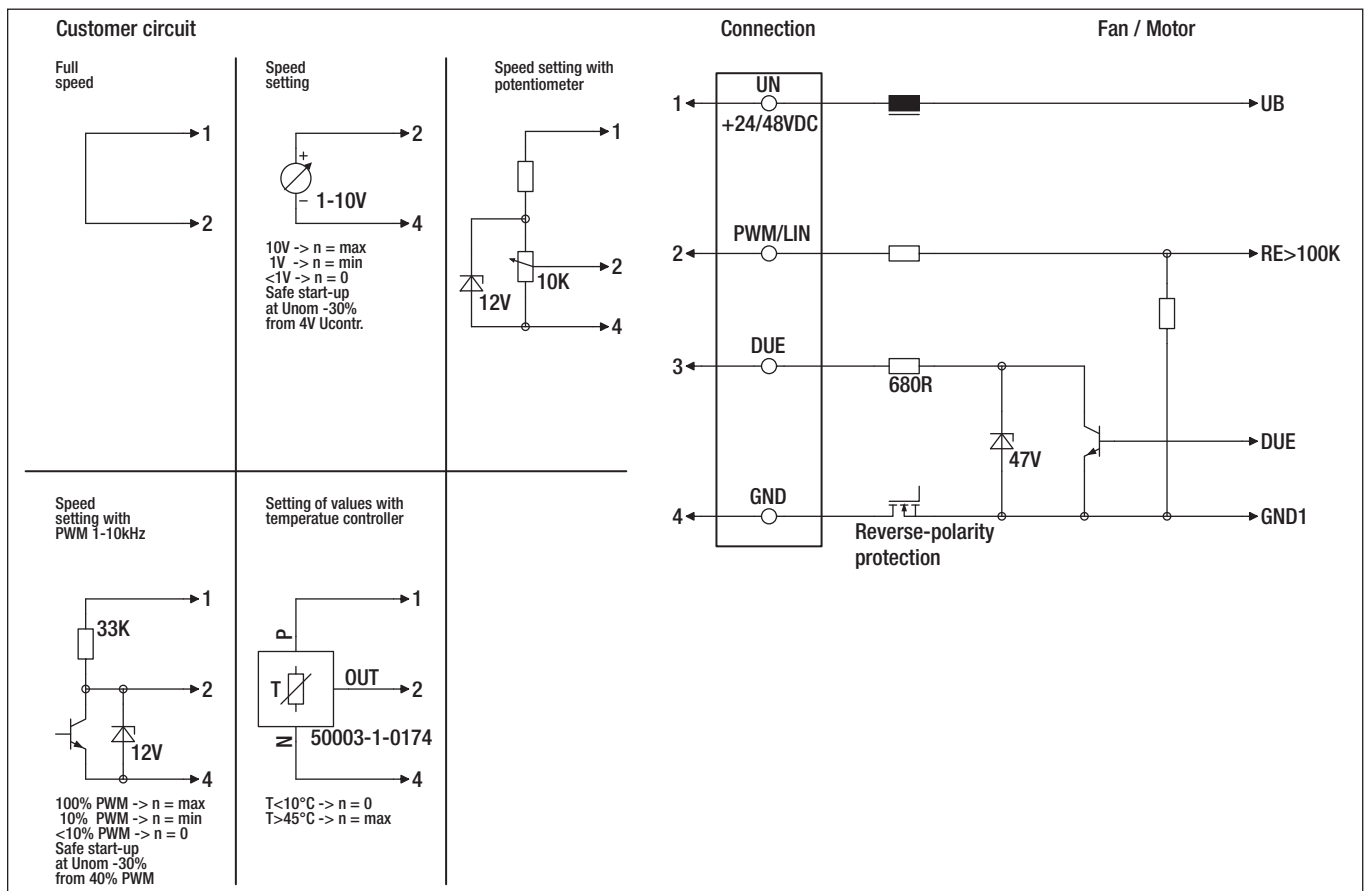 Customer circuit
Connection
Fan / Motor
Full
speed
1
2
Speed
setting
2
+
– 1-10V
4
10V -> n = max
1V -> n = min
<1V -> n = 0
Safe start-up
at Unom -30%
from 4V Ucontr.
Speed setting with
potentiometer
1
2
10K
12V
4
Speed
setting with
PWM 1-10kHz
1
33K
2
12V
4
100% PWM -> n = max
10% PWM -> n = min
<10% PWM -> n = 0
Safe start-up
at Unom -30%
from 40% PWM
Setting of values with
temperatue controller
1
P
T
OUT
2
N
50003-1-0174
4
T<10°C -> n = 0
T>45°C -> n = max
1
UN
+24/48VDC
UB
2
PWM/LIN
RE>100K
3
DUE
680R
47V
DUE
4
GND
GND1
Reverse-polarity
protection